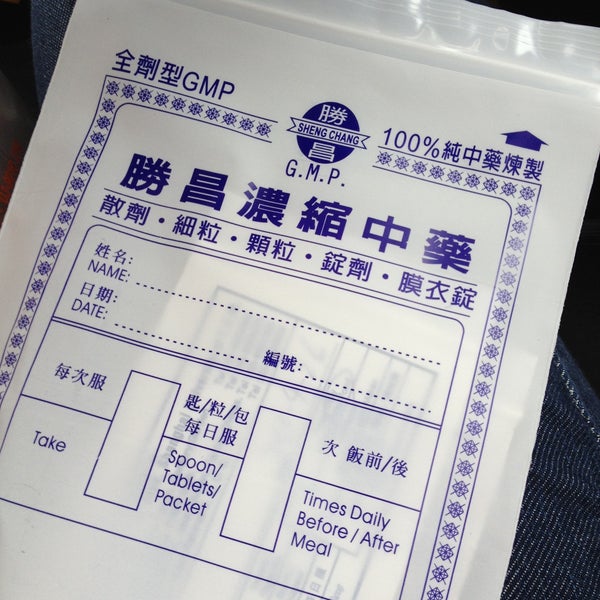 全劑型GMP
勝
SHENG CHANG
昌
G.M.P.
100%純中藥煉製
勝昌濃縮中藥
散劑・細粒・顆粒・錠劑・膜衣錠
姓名:
NAME:
日期:
DATE:
編號:
每次服
匙/粒/包
每日服
次 飯前/後
Take
Spoon/
Tablets/
Packet
Times Daily
Before / After
Meal